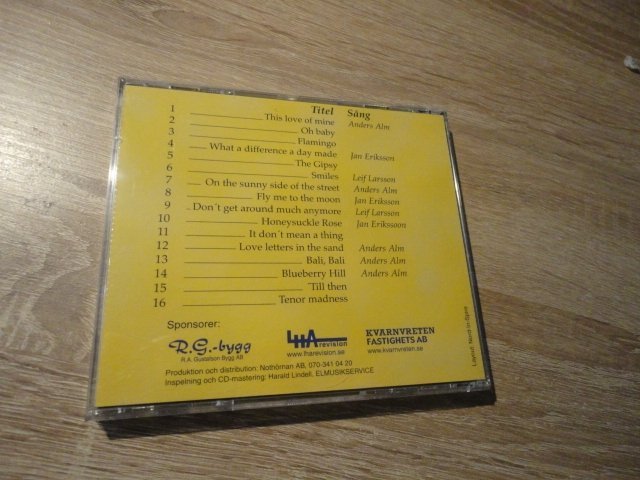 Titel Sång
1 This love of mine Anders Alm
2 Oh baby
3 Flamingo
4 What a difference a day made Jan Eriksson
5 The Gipsy
6 Smiles Leif Larsson
7 On the sunny side of the street Anders Alm
8 Fly me to the moon Jan Eriksson
9 Don´t get around much anymore Leif Larsson
10 Honeysuckle Rose Jan Erikssoon
11 It don´t mean a thing
12 Love letters in the sand Anders Alm
13 Bali, Bali Anders Alm
14 Blueberry Hill Anders Alm
15 ´Till then
16 Tenor madness
Sponsorer:
R.G.-bygg
R.A. Gustafson Bygg AB
LHA revision
www.lharevision.se
KVARNVRETEN
FASTIGHETS AB
www.kvarnvreten.se
Produktion och distribution: Nothörnan AB, 070-341 04 20
Inspelning och CD-mastering: Harald Lindell, ELMUSIKSERVICE
Layout: Nord-in-Spire